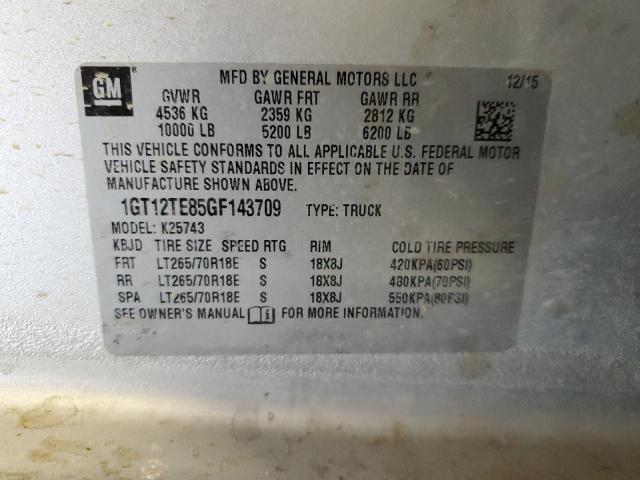 GM
®
MFD BY GENERAL MOTORS LLC 12/15
GVWR GAWR FRT GAWR RR
4536 KG 2359 KG 2812 KG
10000 LB 5200 LB 6200 LB
THIS VEHICLE CONFORMS TO ALL APPLICABLE U.S. FEDERAL MOTOR
VEHICLE SAFETY STANDARDS IN EFFECT ON THE DATE OF
MANUFACTURE SHOWN ABOVE.
1GT12TE85GF143709 TYPE: TRUCK
MODEL: K25743
KBJD TIRE SIZE SPEED RTG RIM COLD TIRE PRESSURE
FRT LT265/70R18E S 18X8J 420KPA(60PSI)
RR LT265/70R18E S 18X8J 480KPA(70PSI)
SPA LT265/70R18E S 18X8J 550KPA(80PSI)
SEE OWNER'S MANUAL i FOR MORE INFORMATION.